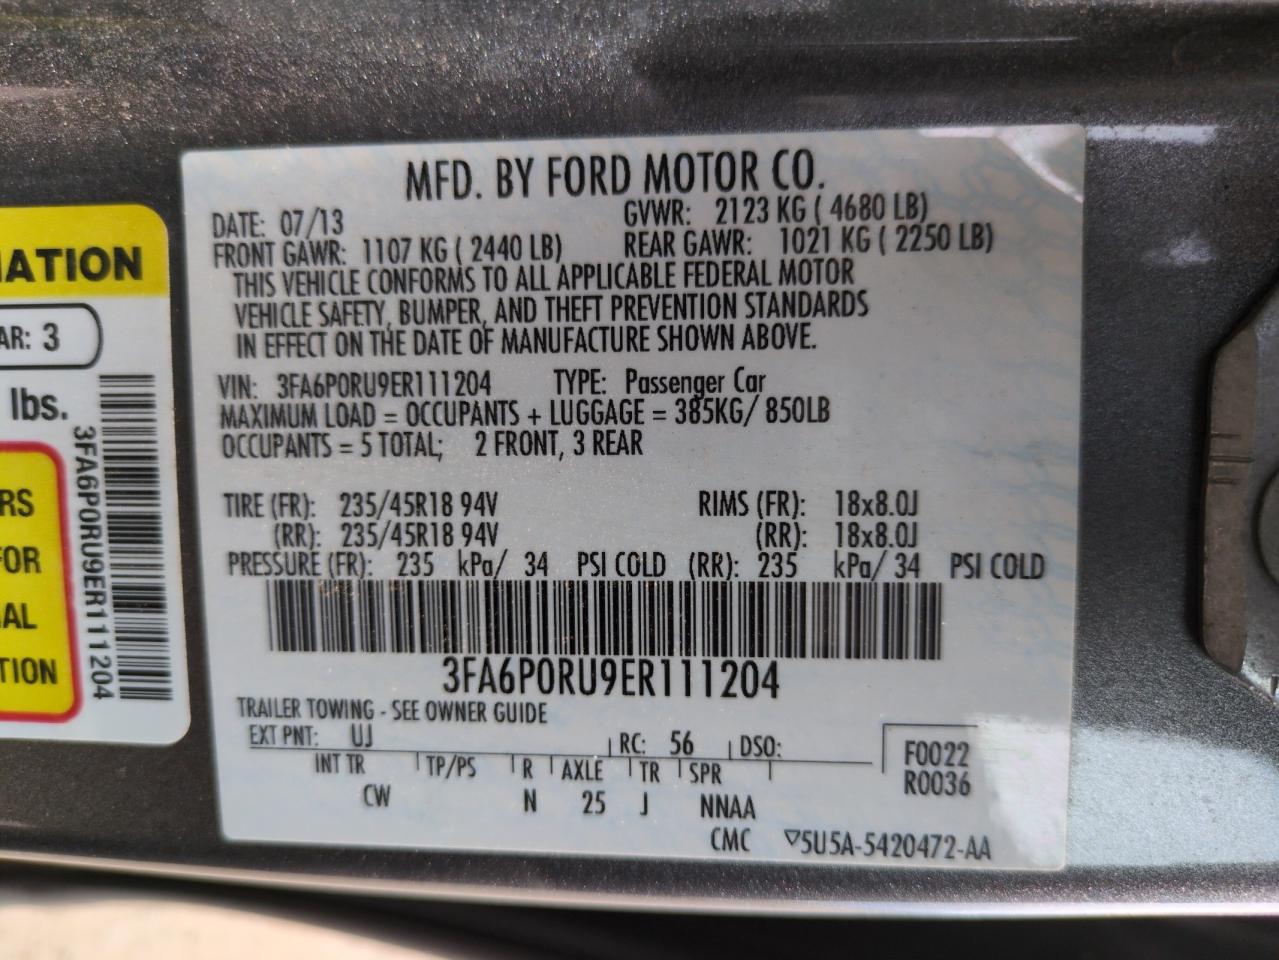 MFD. BY FORD MOTOR CO.
DATE: 07/13 GVWR: 2123 KG ( 4680 LB)
FRONT GAWR: 1107 KG ( 2440 LB) REAR GAWR: 1021 KG ( 2250 LB)
THIS VEHICLE CONFORMS TO ALL APPLICABLE FEDERAL MOTOR
VEHICLE SAFETY, BUMPER, AND THEFT PREVENTION STANDARDS
IN EFFECT ON THE DATE OF MANUFACTURE SHOWN ABOVE.
VIN: 3FA6P0RU9ER111204 TYPE: Passenger Car
MAXIMUM LOAD = OCCUPANTS + LUGGAGE = 385KG/ 850LB
OCCUPANTS = 5 TOTAL; 2 FRONT, 3 REAR
TIRE (FR): 235/45R18 94V RIMS (FR): 18x8.0J
(RR): 235/45R18 94V (RR): 18x8.0J
PRESSURE (FR): 235 kPa/ 34 PSI COLD (RR): 235 kPa/ 34 PSI COLD
3FA6P0RU9ER111204
TRAILER TOWING - SEE OWNER GUIDE
EXT PNT: UJ RC: 56 DSO:
INT TR TP/PS R AXLE TR SPR
CW N 25 J NNAA
F0022
R0036
CMC ▽5U5A-5420472-AA
MATION
AR: 3
lbs.
3FA6P0RU9ER111204
RS
FOR
AL
TION